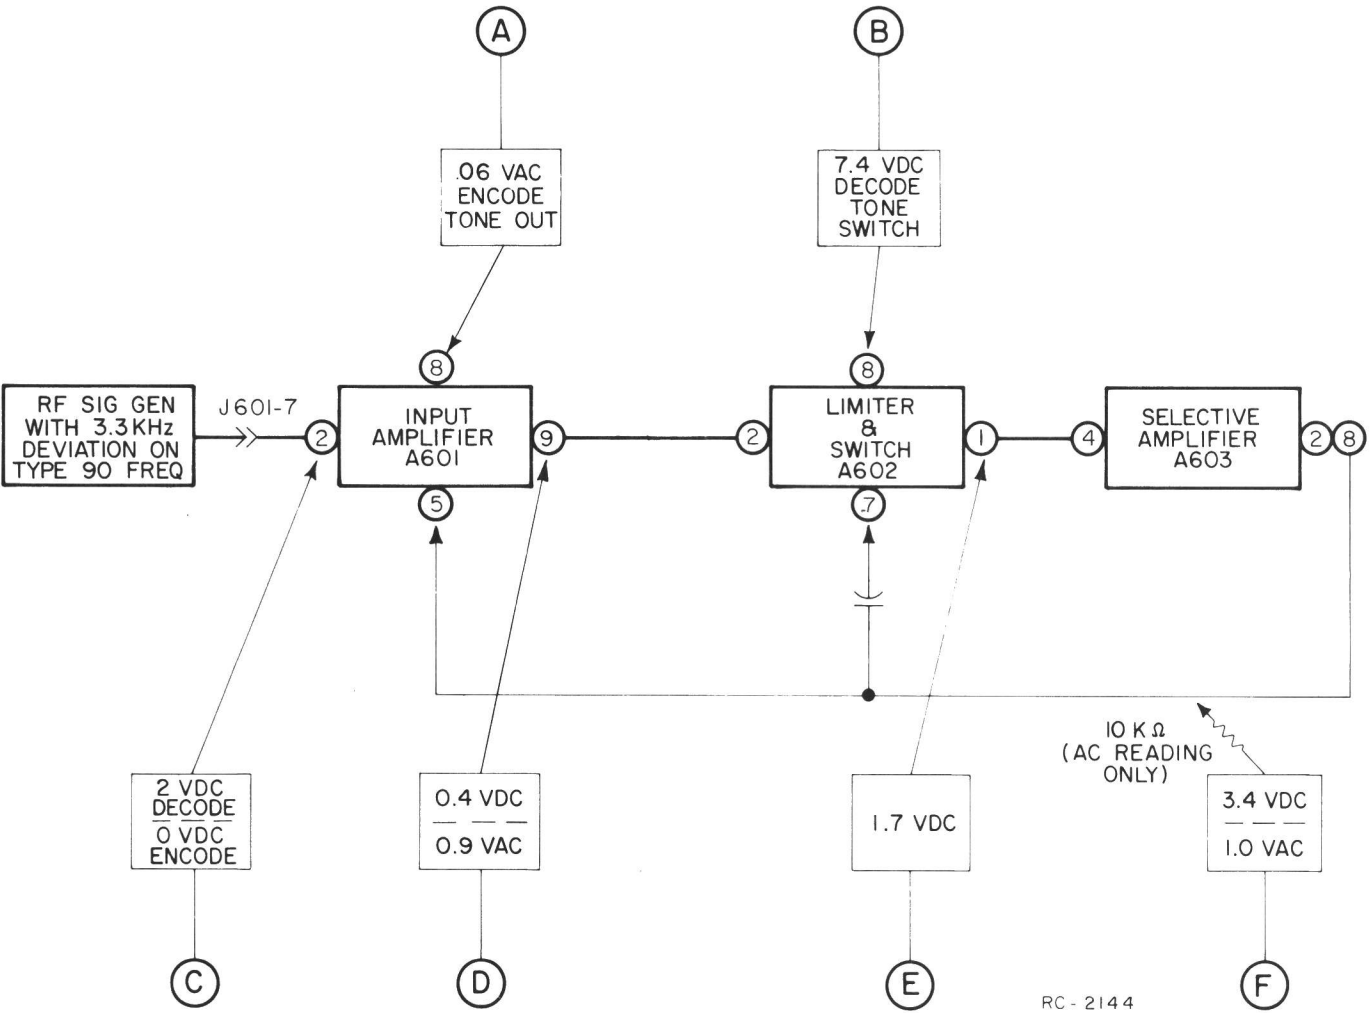 A
B
.06 VAC
ENCODE
TONE OUT
7.4 VDC
DECODE
TONE
SWITCH
8
8
RF SIG GEN
WITH 3.3 KHz
DEVIATION ON
TYPE 90 FREQ
J601-7
2
INPUT
AMPLIFIER
A601
9
2
LIMITER
&
SWITCH
A602
1
4
SELECTIVE
AMPLIFIER
A603
2
8
5
.7
10 K Ω
(AC READING
ONLY)
2 VDC
DECODE
0 VDC
ENCODE
0.4 VDC
0.9 VAC
1.7 VDC
3.4 VDC
1.0 VAC
C
D
E
F
RC-2144